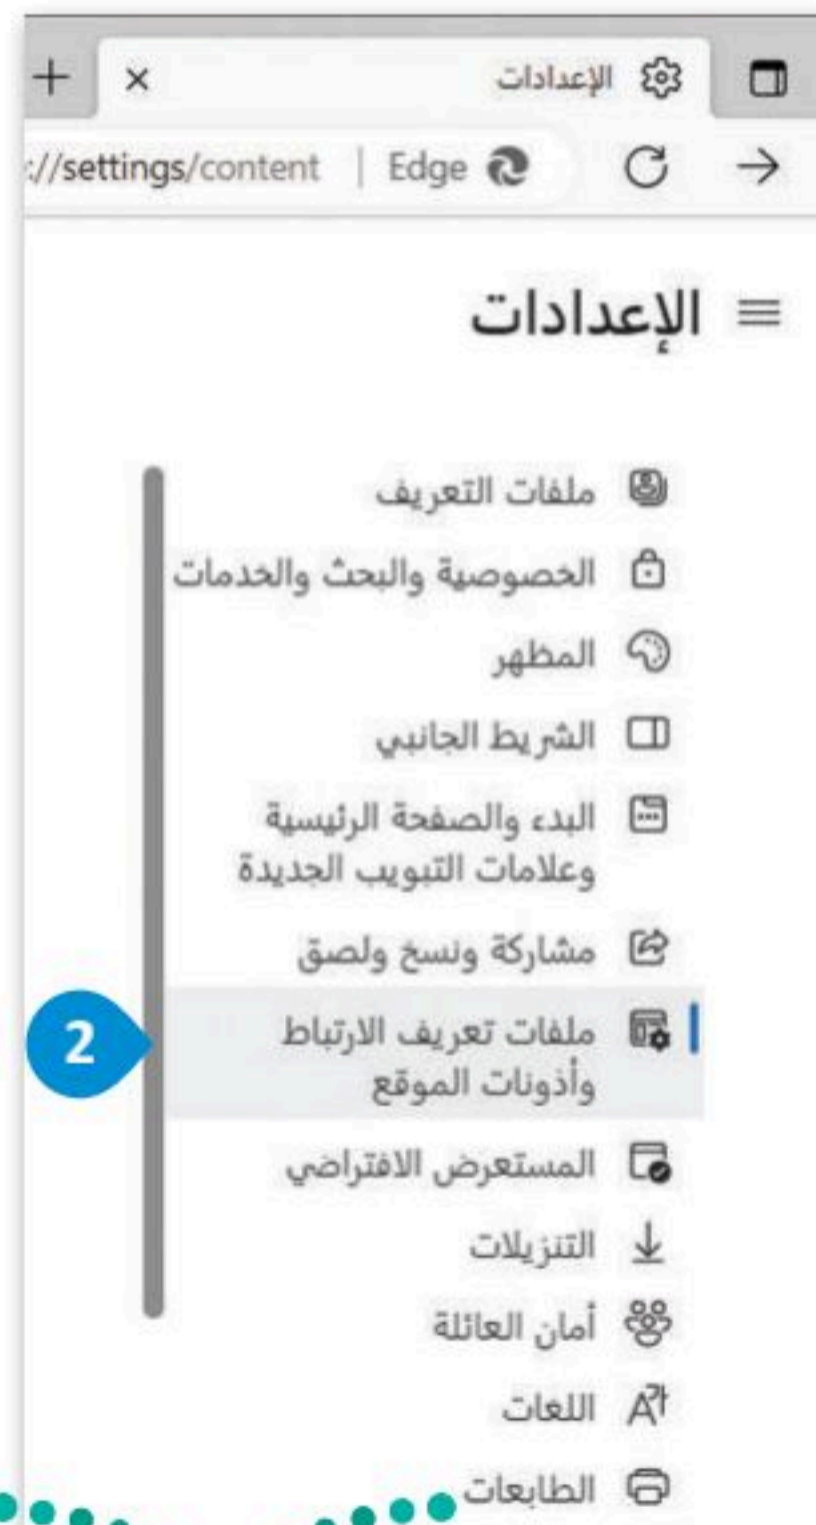 الإعدادات
://settings/content | Edge
الإعدادات
ملفات التعريف
الخصوصية والبحث والخدمات
المظهر
الشريط الجانبي
البدء والصفحة الرئيسية
وعلامات التبويب الجديدة
مشاركة ونسخ ولصق
ملفات تعريف الارتباط
وأذونات الموقع
2
المستعرض الافتراضي
التنزيلات
أمان العائلة
اللغات
الطابعات